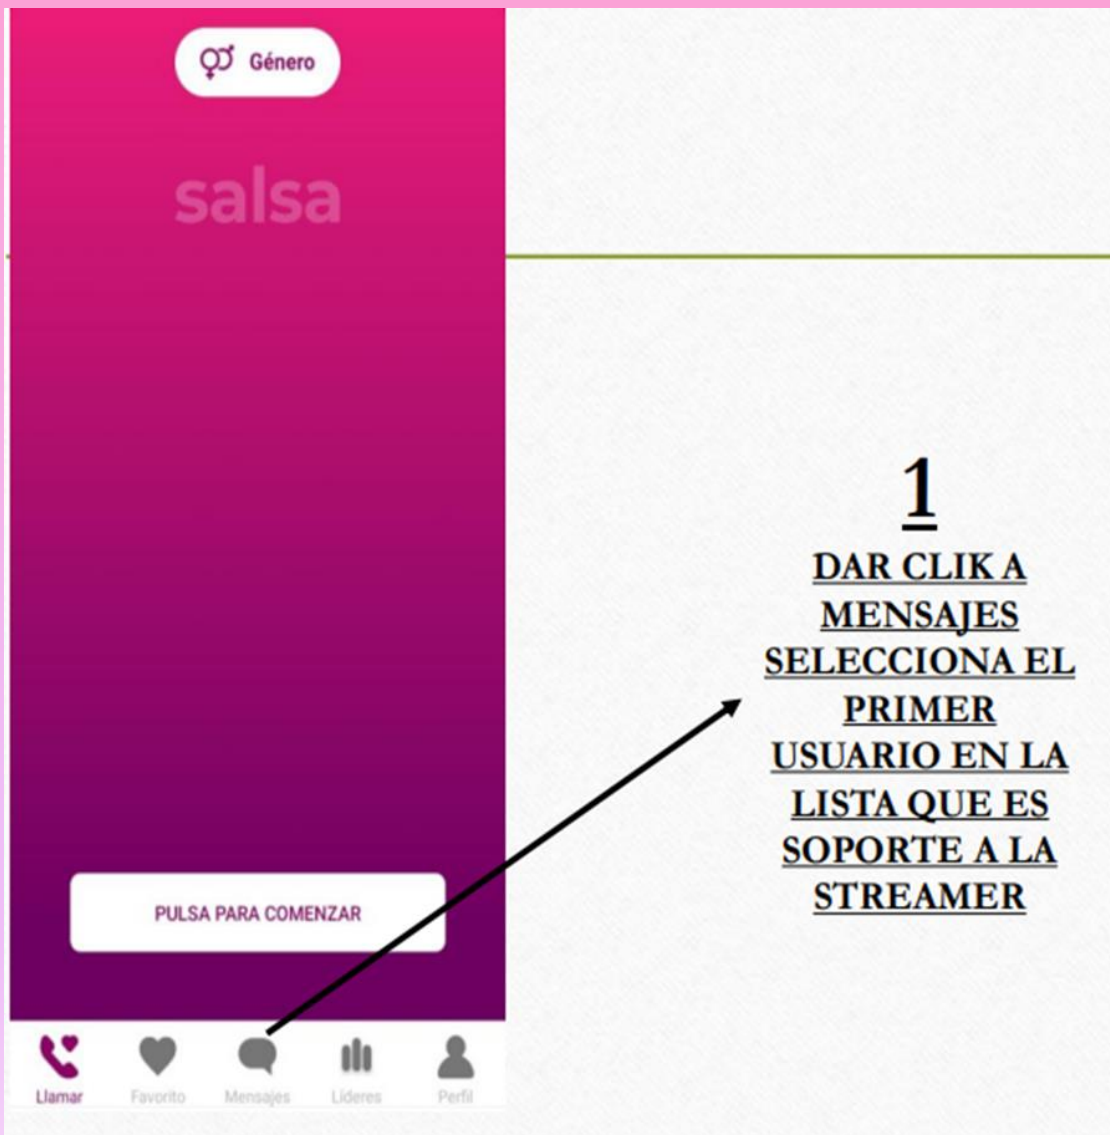 Género
salsa
1
DAR CLIK A
MENSAJES
SELECCIONA EL
PRIMER
USUARIO EN LA
LISTA QUE ES
SOPORTE A LA
STREAMER
PULSA PARA COMENZAR
Llamar
Favorito
Mensajes
Líderes
Perfil